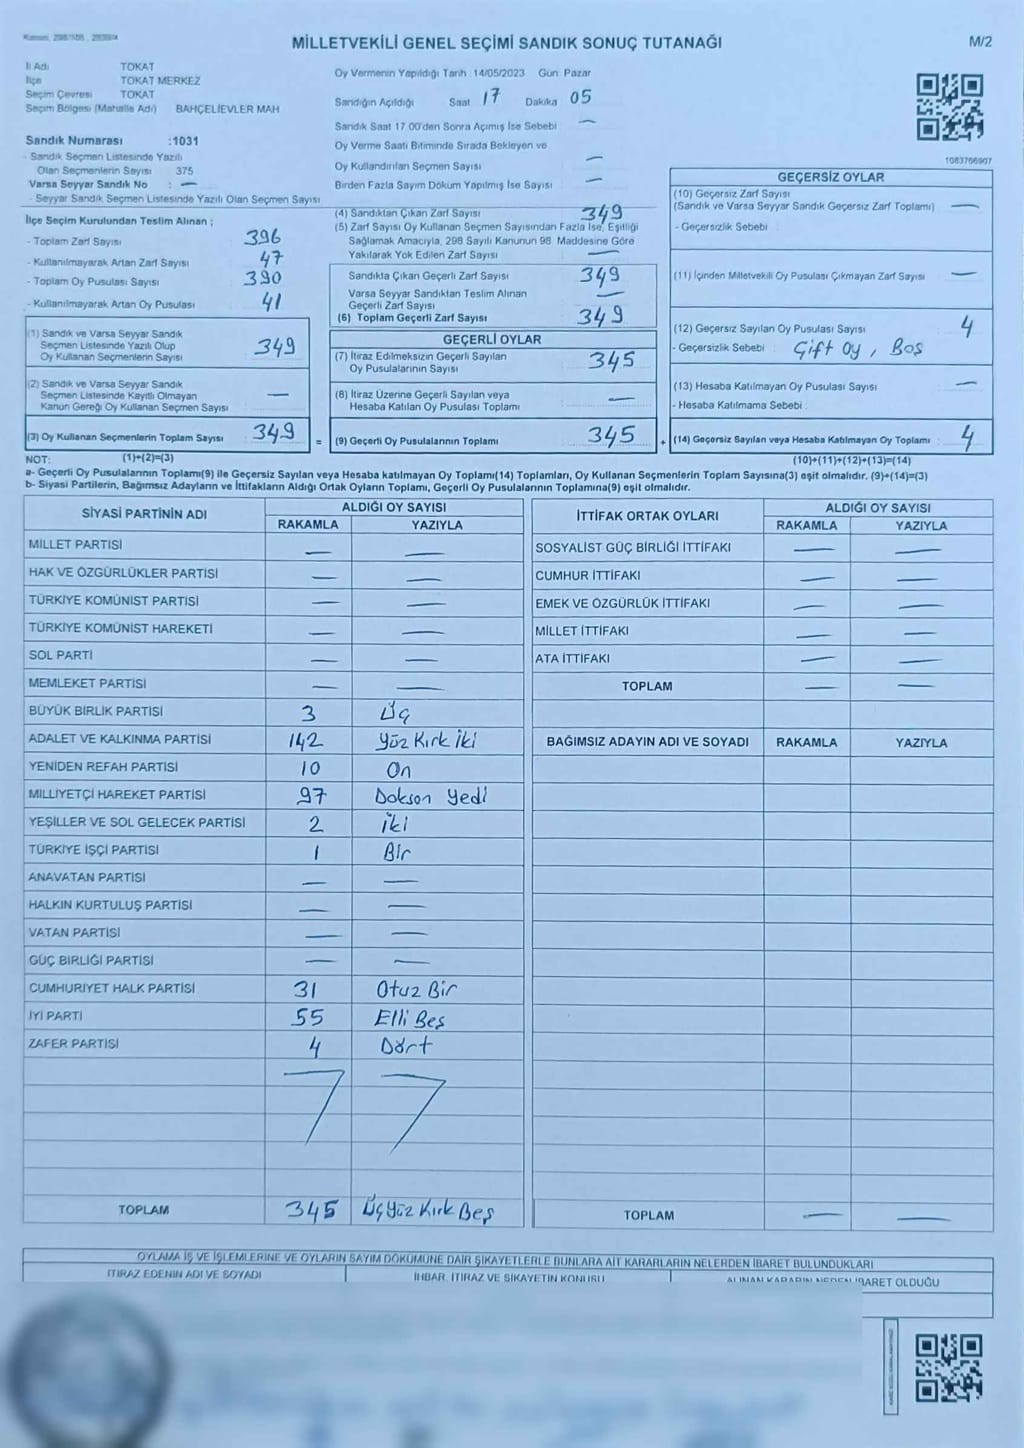 MİLLETVEKİLİ GENEL SEÇİMİ SANDIK SONUÇ TUTANAĞI
M/2
İl Adı TOKAT
İlçe TOKAT MERKEZ
Seçim Çevresi TOKAT
Seçim Bölgesi (Mahalle Adı) BAHÇELİEVLER MAH
Sandık Numarası :1031
- Sandık Seçmen Listesinde Yazılı
Olan Seçmenlerin Sayısı 375
Varsa Seyyar Sandık No : —
- Seyyar Sandık Seçmen Listesinde Yazılı Olan Seçmen Sayısı
Oy Vermenin Yapıldığı Tarih :14/05/2023 Gün: Pazar
Sandığın Açıldığı Saat 17 Dakika 05
Sandık Saat 17.00'den Sonra Açımış İse Sebebi —
Oy Verme Saati Bitiminde Sırada Bekleyen ve
Oy Kullandırılan Seçmen Sayısı —
Birden Fazla Sayım Döküm Yapılmış İse Sayısı —
1083766907
İlçe Seçim Kurulundan Teslim Alınan ;
- Toplam Zarf Sayısı 396
- Kullanılmayarak Artan Zarf Sayısı 47
- Toplam Oy Pusulası Sayısı 390
- Kullanılmayarak Artan Oy Pusulası 41
(1) Sandık ve Varsa Seyyar Sandık
Seçmen Listesinde Yazılı Olup
Oy Kullanan Seçmenlerin Sayısı 349
(2) Sandık ve Varsa Seyyar Sandık
Seçmen Listesinde Kayıtlı Olmayan
Kanun Gereği Oy Kullanan Seçmen Sayısı —
(3) Oy Kullanan Seçmenlerin Toplam Sayısı 349
(4) Sandıktan Çıkan Zarf Sayısı 349
(5) Zarf Sayısı Oy Kullanan Seçmen Sayısından Fazla İse, Eşitliği
Sağlamak Amacıyla, 298 Sayılı Kanunun 98. Maddesine Göre
Yakılarak Yok Edilen Zarf Sayısı —
Sandıkta Çıkan Geçerli Zarf Sayısı 349
Varsa Seyyar Sandıktan Teslim Alınan
Geçerli Zarf Sayısı —
(6) Toplam Geçerli Zarf Sayısı 349
GEÇERLİ OYLAR
(7) İtiraz Edilmeksizin Geçerli Sayılan
Oy Pusulalarının Sayısı 345
(8) İtiraz Üzerine Geçerli Sayılan veya
Hesaba Katılan Oy Pusulası Toplamı —
= (9) Geçerli Oy Pusulalarının Toplamı 345
GEÇERSİZ OYLAR
(10) Geçersiz Zarf Sayısı
(Sandık ve Varsa Seyyar Sandık Geçersiz Zarf Toplamı) —
- Geçersizlik Sebebi
(11) İçinden Milletvekili Oy Pusulası Çıkmayan Zarf Sayısı —
(12) Geçersiz Sayılan Oy Pusulası Sayısı 4
- Geçersizlik Sebebi : Çift Oy, Boş
(13) Hesaba Katılmayan Oy Pusulası Sayısı —
- Hesaba Katılmama Sebebi :
+ (14) Geçersiz Sayılan veya Hesaba Katılmayan Oy Toplamı : 4
NOT: (1)+(2)=(3)
(10)+(11)+(12)+(13)=(14)
a- Geçerli Oy Pusulalarının Toplamı(9) ile Geçersiz Sayılan veya Hesaba katılmayan Oy Toplamı(14) Toplamları, Oy Kullanan Seçmenlerin Toplam Sayısına(3) eşit olmalıdır. (9)+(14)=(3)
b- Siyasi Partilerin, Bağımsız Adayların ve İttifakların Aldığı Ortak Oyların Toplamı, Geçerli Oy Pusulalarının Toplamına(9) eşit olmalıdır.
SİYASİ PARTİNİN ADI ALDIĞI OY SAYISI
RAKAMLA YAZIYLA
MİLLET PARTİSİ — —
HAK VE ÖZGÜRLÜKLER PARTİSİ — —
TÜRKİYE KOMÜNİST PARTİSİ — —
TÜRKİYE KOMÜNİST HAREKETİ — —
SOL PARTİ — —
MEMLEKET PARTİSİ — —
BÜYÜK BİRLİK PARTİSİ 3 Üç
ADALET VE KALKINMA PARTİSİ 142 Yüz Kırk İki
YENİDEN REFAH PARTİSİ 10 On
MİLLİYETÇİ HAREKET PARTİSİ 97 Doksan Yedi
YEŞİLLER VE SOL GELECEK PARTİSİ 2 İki
TÜRKİYE İŞÇİ PARTİSİ 1 Bir
ANAVATAN PARTİSİ — —
HALKIN KURTULUŞ PARTİSİ — —
VATAN PARTİSİ — —
GÜÇ BİRLİĞİ PARTİSİ — —
CUMHURİYET HALK PARTİSİ 31 Otuz Bir
İYİ PARTİ 55 Elli Beş
ZAFER PARTİSİ 4 Dört
TOPLAM 345 ÜçYüz Kırk Beş
İTTİFAK ORTAK OYLARI ALDIĞI OY SAYISI
RAKAMLA YAZIYLA
SOSYALİST GÜÇ BİRLİĞİ İTTİFAKI — —
CUMHUR İTTİFAKI — —
EMEK VE ÖZGÜRLÜK İTTİFAKI — —
MİLLET İTTİFAKI — —
ATA İTTİFAKI — —
TOPLAM — —
BAĞIMSIZ ADAYIN ADI VE SOYADI RAKAMLA YAZIYLA
TOPLAM — —
OYLAMA İŞ VE İŞLEMLERİNE VE OYLARIN SAYIM DÖKÜMÜNE DAİR ŞİKAYETLERLE BUNLARA AİT KARARLARIN NELERDEN İBARET BULUNDUKLARI
İTİRAZ EDENİN ADI VE SOYADI İHBAR, İTİRAZ VE ŞİKAYETİN KONUSU ALINAN KARARIN NEDEN İBARET OLDUĞU